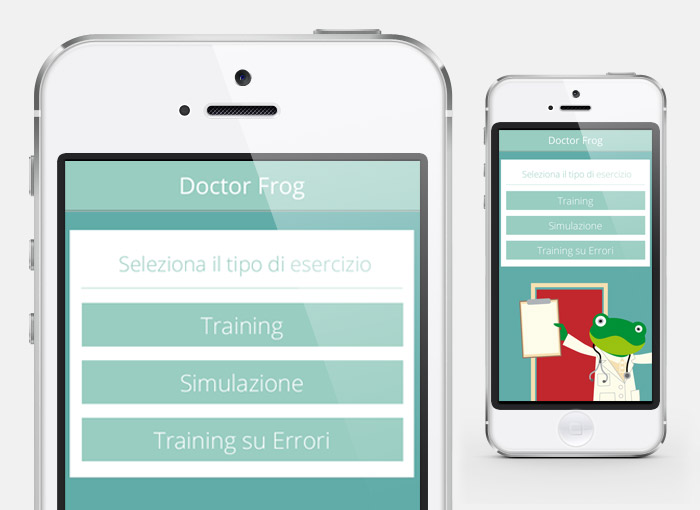 Doctor Frog
Seleziona il tipo di esercizio
Training
Simulazione
Training su Errori
Doctor Frog
Seleziona il tipo di esercizio
Training
Simulazione
Training su Errori